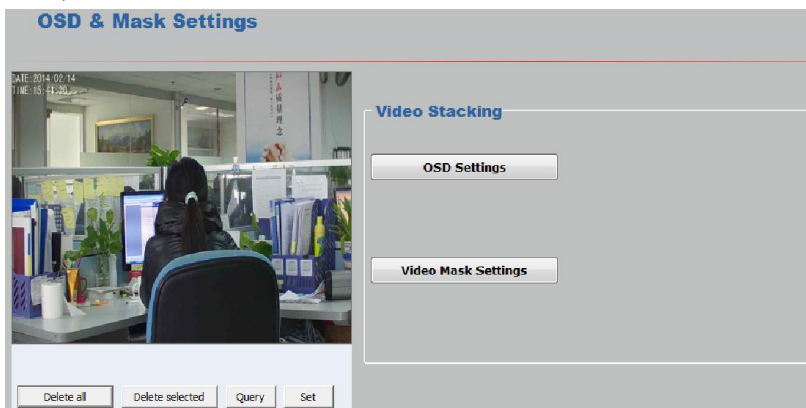 OSD & Mask Settings
DATE:2014/02/14
Video Stacking
OSD Settings
Video Mask Settings
Delete all
Delete selected
Query
Set